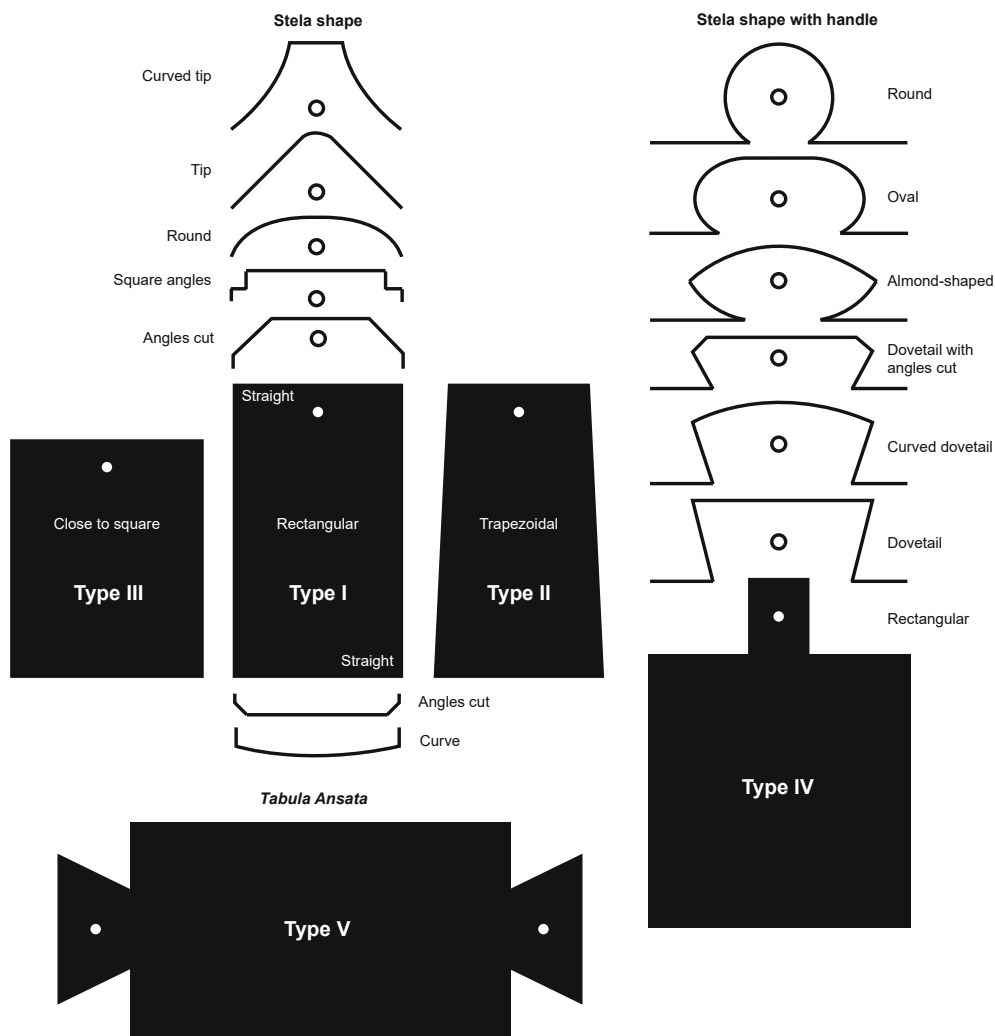 Stela shape
Curved tip
Tip
Round
Square angles
Angles cut
Straight
Close to square
Type III
Rectangular
Type I
Straight
Trapezoidal
Type II
Angles cut
Curve
Stela shape with handle
Round
Oval
Almond-shaped
Dovetail with
angles cut
Curved dovetail
Dovetail
Rectangular
Type IV
Tabula Ansata
Type V